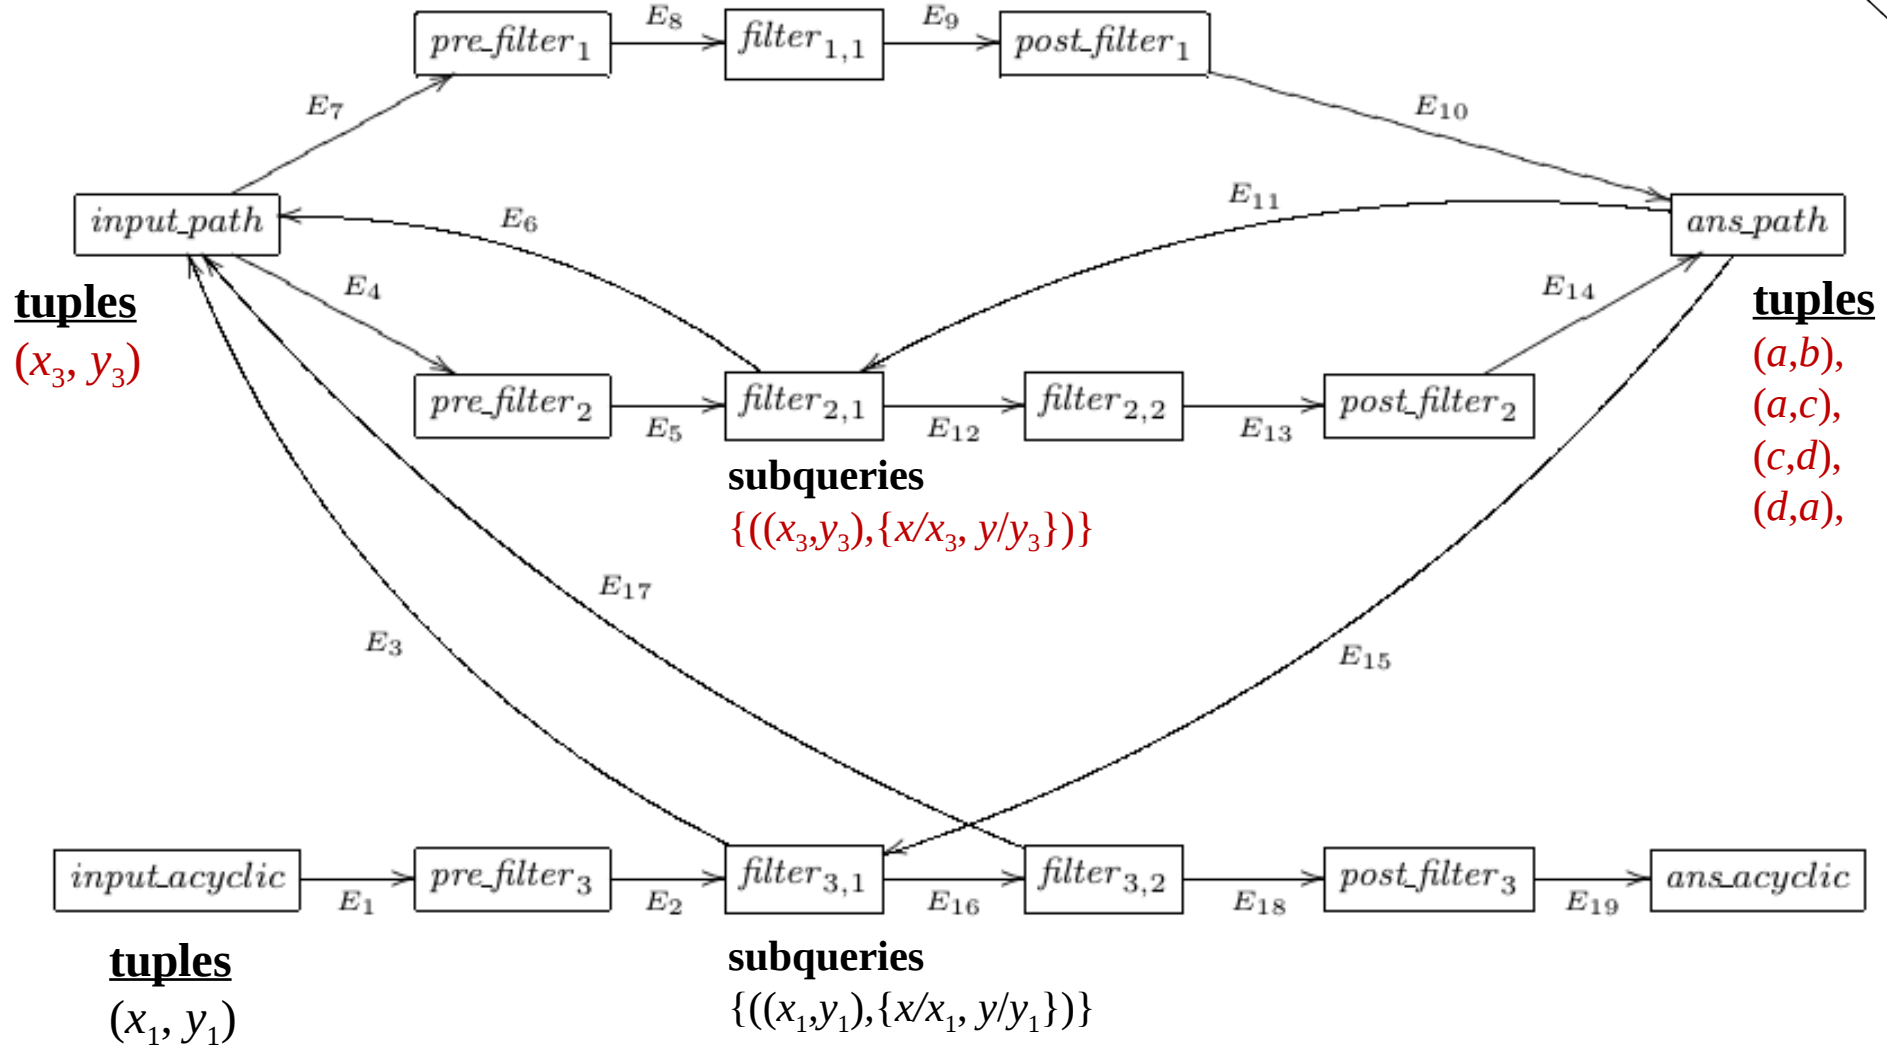 E₈ E₉
pre_filter₁ filter₁,₁ post_filter₁
E₇ E₁₀
E₆ E₁₁
input_path ans_path
E₄ E₁₄
tuples tuples
(x₃, y₃) (a,b),
pre_filter₂ filter₂,₁ filter₂,₂ post_filter₂ (a,c),
E₅ E₁₂ E₁₃
subqueries (c,d),
{((x₃,y₃),{x/x₃, y/y₃})} (d,a),
E₁₇
E₃ E₁₅
input_acyclic pre_filter₃ filter₃,₁ filter₃,₂ post_filter₃ ans_acyclic
E₁ E₂ E₁₆ E₁₈ E₁₉
tuples subqueries
(x₁, y₁) {((x₁,y₁),{x/x₁, y/y₁})}